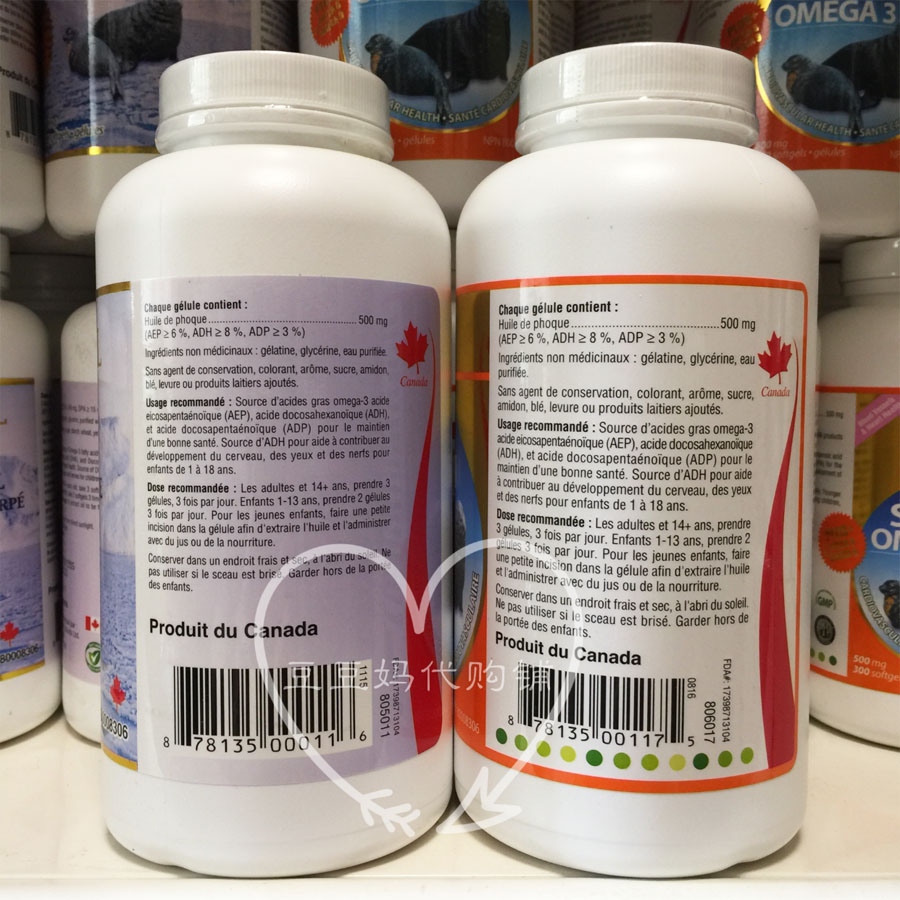 OMEGA 3
HEALTH • SANTÉ
softgels • gélules
Chaque gélule contient :
Huile de phoque 500 mg
(AEP ≥ 6 %, ADH ≥ 8 %, ADP ≥ 3 %)
Ingrédients non médicinaux : gélatine, glycérine, eau purifiée.
Sans agent de conservation, colorant, arôme, sucre, amidon,
blé, levure ou produits laitiers ajoutés.
Usage recommandé : Source d'acides gras omega-3 acide
eicosapentaénoïque (AEP), acide docosahexanoïque (ADH),
et acide docosapentaénoïque (ADP) pour le maintien
d'une bonne santé. Source d'ADH pour aide à contribuer au
développement du cerveau, des yeux et des nerfs pour
enfants de 1 à 18 ans.
Dose recommandée : Les adultes et 14+ ans, prendre 3
gélules, 3 fois par jour. Enfants 1-13 ans, prendre 2 gélules
3 fois par jour. Pour les jeunes enfants, faire une petite
incision dans la gélule afin d'extraire l'huile et l'administrer
avec du jus ou de la nourriture.
Conserver dans un endroit frais et sec, à l'abri du soleil. Ne
pas utiliser si le sceau est brisé. Garder hors de la portée
des enfants.
Produit du Canada
Canada
8 78135 00011 6
1115
805011
17398713104
Chaque gélule contient :
Huile de phoque 500 mg
(AEP ≥ 6 %, ADH ≥ 8 %, ADP ≥ 3 %)
Ingrédients non médicinaux : gélatine, glycérine, eau
purifiée.
Sans agent de conservation, colorant, arôme, sucre,
amidon, blé, levure ou produits laitiers ajoutés.
Usage recommandé : Source d'acides gras omega-3
acide eicosapentaénoïque (AEP), acide docosahexanoïque
(ADH), et acide docosapentaénoïque (ADP) pour le
maintien d'une bonne santé. Source d'ADH pour aide
à contribuer au développement du cerveau, des yeux
et des nerfs pour enfants de 1 à 18 ans.
Dose recommandée : Les adultes et 14+ ans, prendre
3 gélules, 3 fois par jour. Enfants 1-13 ans, prendre 2
gélules 3 fois par jour. Pour les jeunes enfants, faire
une petite incision dans la gélule afin d'extraire l'huile
et l'administrer avec du jus ou de la nourriture.
Conserver dans un endroit frais et sec, à l'abri du soleil.
Ne pas utiliser si le sceau est brisé. Garder hors de
la portée des enfants.
Produit du Canada
Canada
8 78135 00117 5
0816
806017
FDA#: 17398713104
豆豆妈代购铺
500 mg
300 softgels